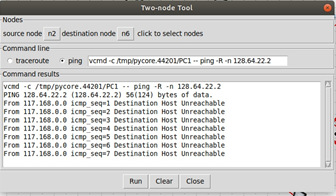 Two-node Tool
Nodes
source node n2 destination node n6 click to select nodes
Command line
traceroute ping vcmd -c /tmp/pycore.44201/PC1 -- ping -R -n 128.64.22.2
Command results
vcmd -c /tmp/pycore.44201/PC1 -- ping -R -n 128.64.22.2
PING 128.64.22.2 (128.64.22.2) 56(124) bytes of data.
From 117.168.0.0 icmp_seq=1 Destination Host Unreachable
From 117.168.0.0 icmp_seq=2 Destination Host Unreachable
From 117.168.0.0 icmp_seq=3 Destination Host Unreachable
From 117.168.0.0 icmp_seq=4 Destination Host Unreachable
From 117.168.0.0 icmp_seq=5 Destination Host Unreachable
From 117.168.0.0 icmp_seq=6 Destination Host Unreachable
From 117.168.0.0 icmp_seq=7 Destination Host Unreachable
Run Clear Close